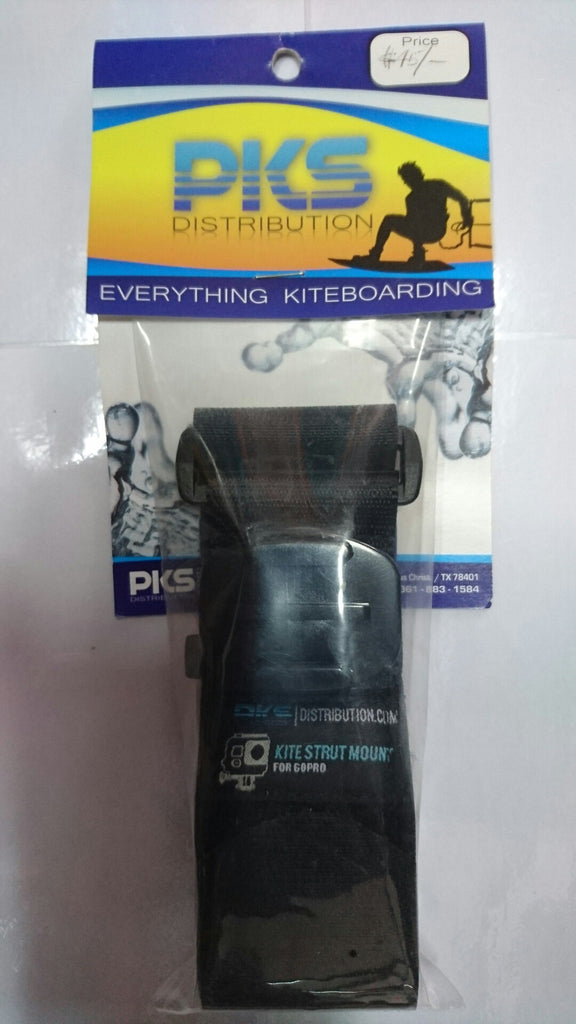 Price
PKS
DISTRIBUTION
EVERYTHING KITEBOARDING
PKS
Christi / TX 78401
361 - 883 - 1584
PKS DISTRIBUTION.COM
KITE STRUT MOUNT
FOR GOPRO